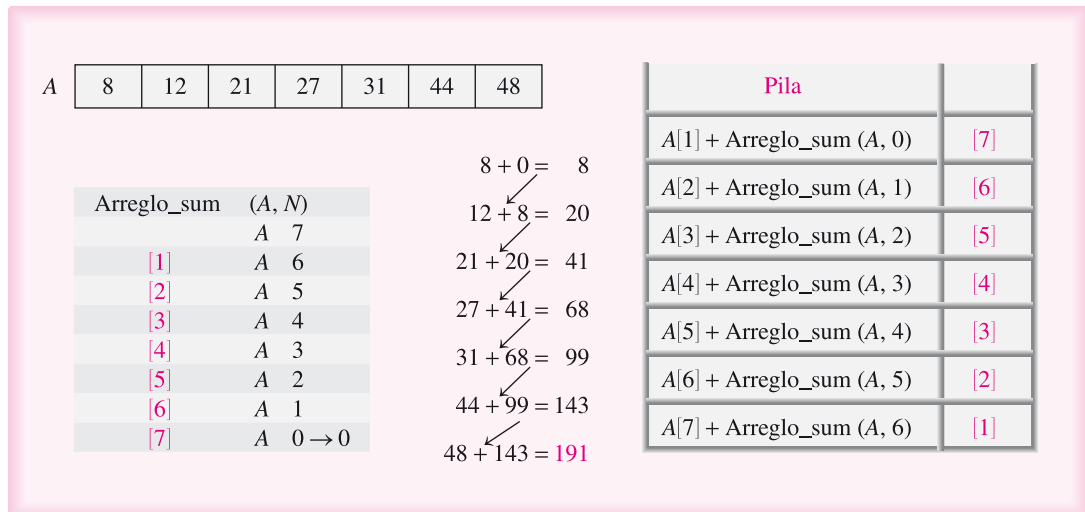 A 8 12 21 27 31 44 48
Arreglo_sum (A, N)
A 7
[1] A 6
[2] A 5
[3] A 4
[4] A 3
[5] A 2
[6] A 1
[7] A 0 → 0
8 + 0 = 8
12 + 8 = 20
21 + 20 = 41
27 + 41 = 68
31 + 68 = 99
44 + 99 = 143
48 + 143 = 191
Pila
A[1] + Arreglo_sum (A, 0) [7]
A[2] + Arreglo_sum (A, 1) [6]
A[3] + Arreglo_sum (A, 2) [5]
A[4] + Arreglo_sum (A, 3) [4]
A[5] + Arreglo_sum (A, 4) [3]
A[6] + Arreglo_sum (A, 5) [2]
A[7] + Arreglo_sum (A, 6) [1]